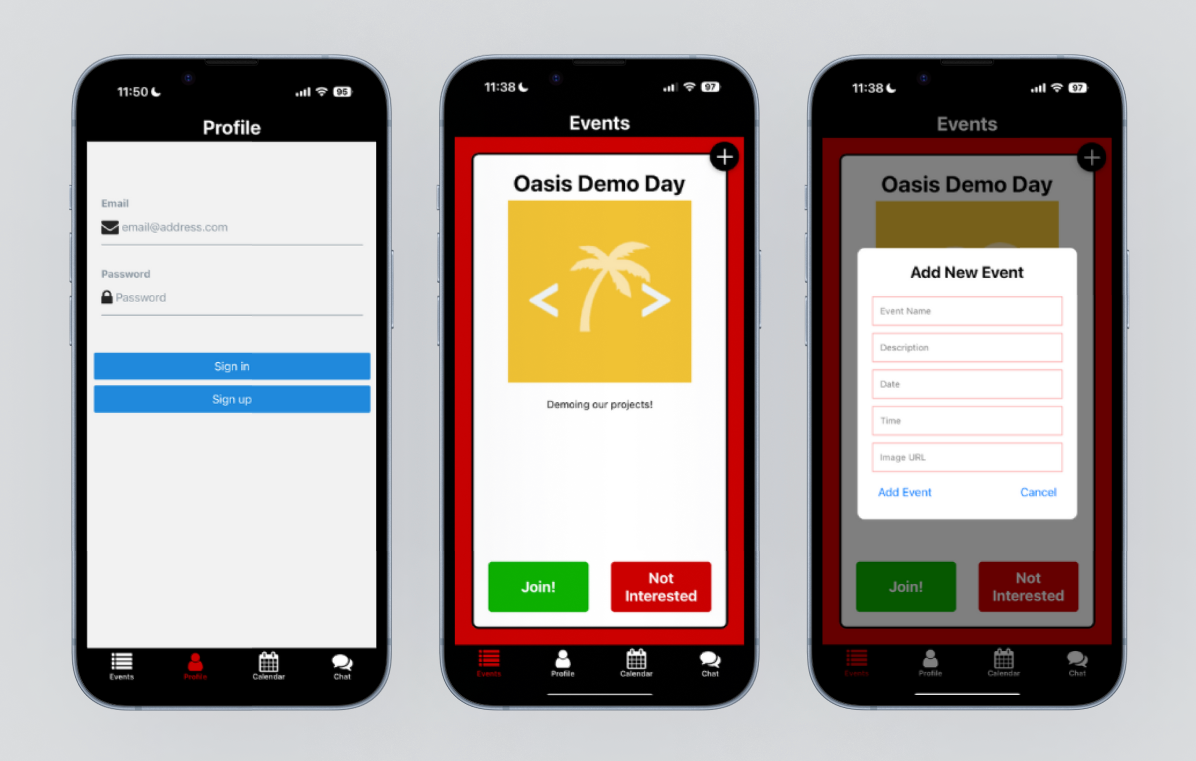 11:50
95
Profile
Email
email@address.com
Password
Password
Sign in
Sign up
Events
Profile
Calendar
Chat
11:38
97
Events
+
Oasis Demo Day
< >
Demoing our projects!
Join!
Not
Interested
Events
Profile
Calendar
Chat
11:38
97
Events
+
Oasis Demo Day
Add New Event
Event Name
Description
Date
Time
Image URL
Add Event
Cancel
Join!
Not
Interested
Events
Profile
Calendar
Chat